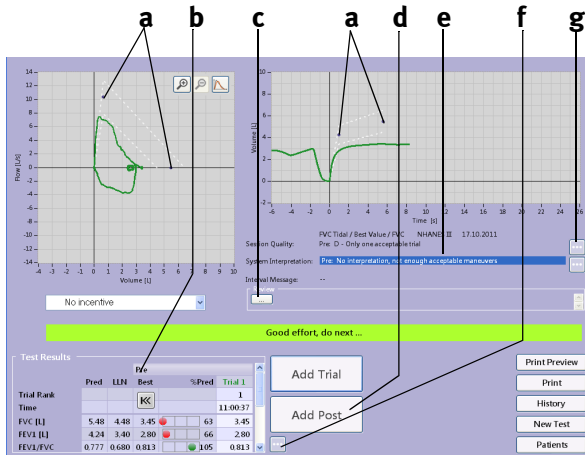 a b c a d e f g
14
12
10
8
6
4
2
0
-2
-4
-6
-8
-10
-12
-14
Flow [L/s]
-4 -3 -2 -1 0 1 2 3 4 5 6 7 8 9 10
Volume [L]
10
8
6
4
2
0
-2
Volume [L]
-6 -4 -2 0 2 4 6 8 10 12 14 16 18 20 22 24 26
Time [s]
FVC Tidal / Best Value / FVC NHANES III 17.10.2011
Session Quality: Pre: D - Only one acceptable trial
System Interpretation: Pre: No interpretation, not enough acceptable maneuvers
Interval Message: --
...
No incentive
Good effort, do next ...
Test Results
Pre
Pred LLN Best %Pred Trial 1
Trial Rank 1
Time 11:00:37
FVC [L] 5.48 4.48 3.45 63 3.45
FEV1 [L] 4.24 3.40 2.80 66 2.80
FEV1/FVC 0.777 0.680 0.813 105 0.813
Add Trial
Add Post
...
Print Preview
Print
History
New Test
Patients